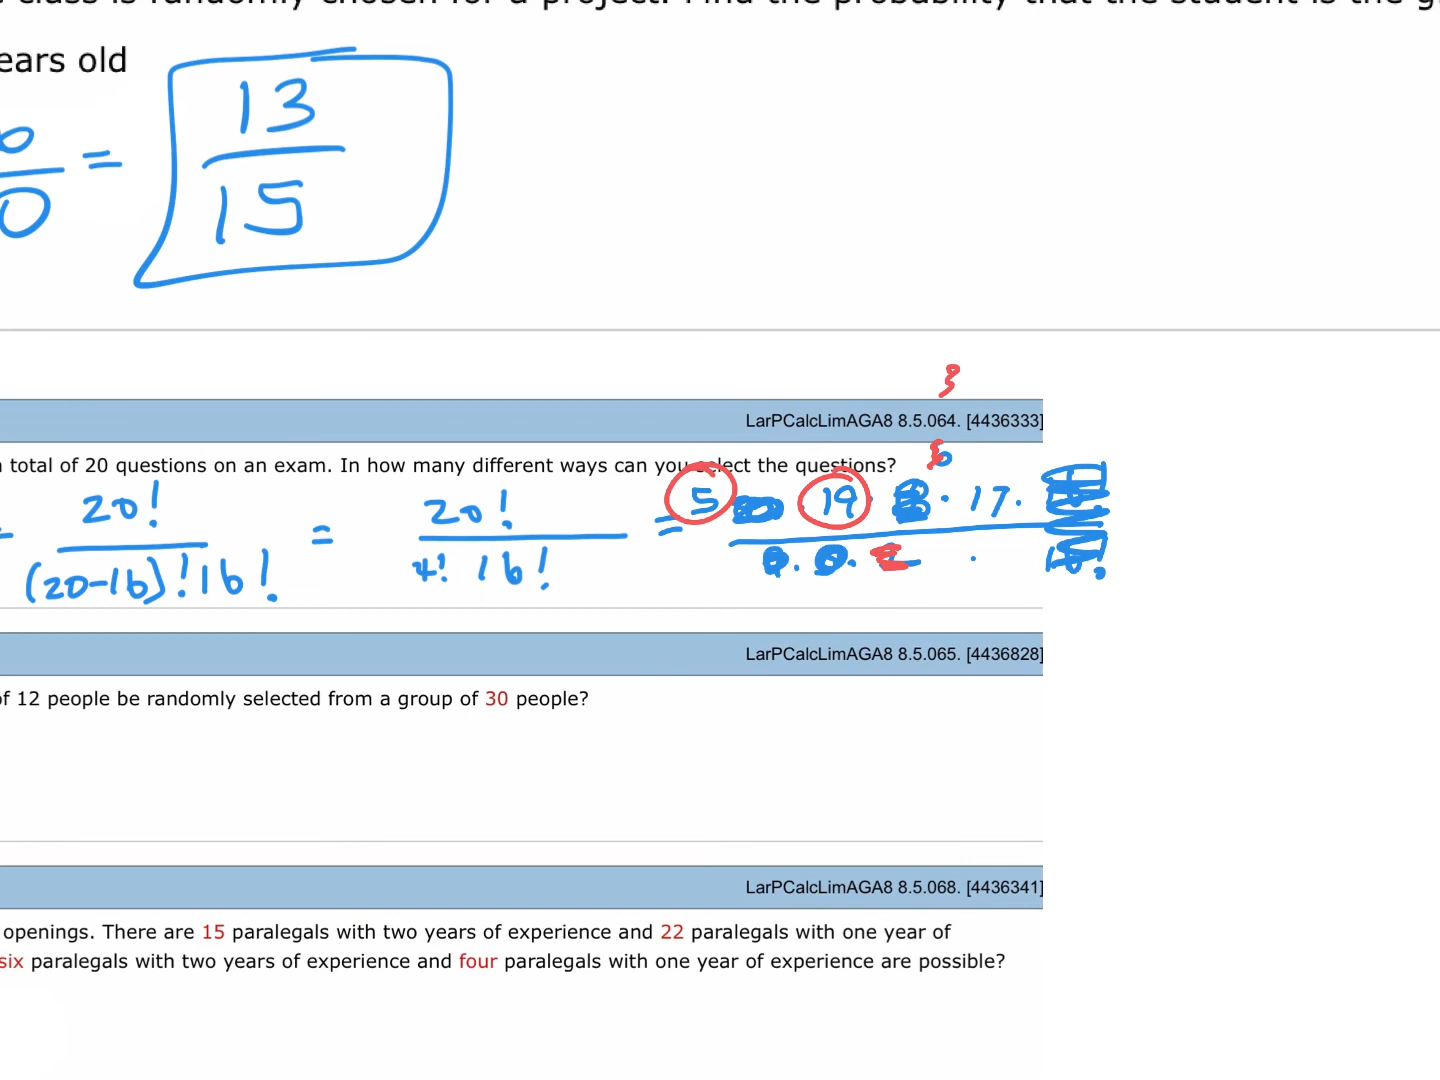 ears old
= 13
15
3
LarPCalcLimAGA8 8.5.064. [4436333]
total of 20 questions on an exam. In how many different ways can you select the questions?
20! = 20! = 5 · 19 · · 17 ·
(20-16)! 16! 4! 16!
LarPCalcLimAGA8 8.5.065. [4436828]
of 12 people be randomly selected from a group of 30 people?
LarPCalcLimAGA8 8.5.068. [4436341]
openings. There are 15 paralegals with two years of experience and 22 paralegals with one year of
six paralegals with two years of experience and four paralegals with one year of experience are possible?